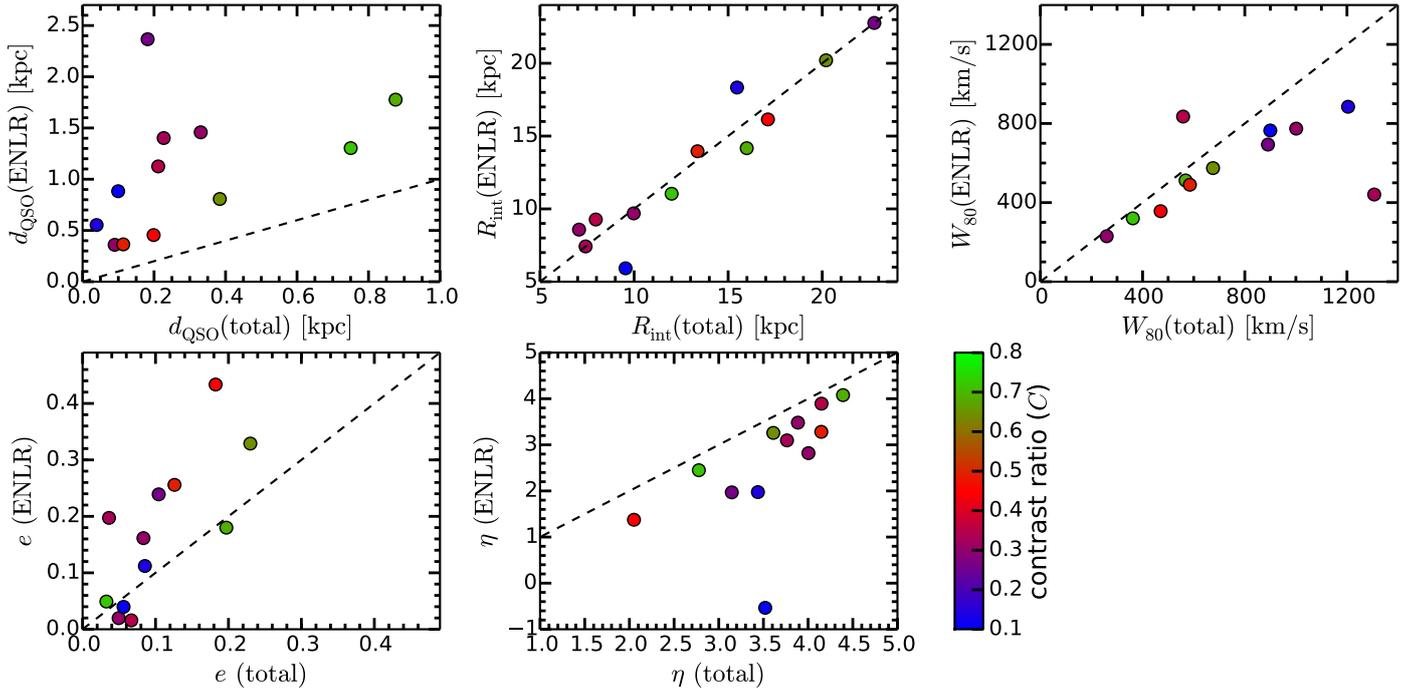 2.5
2.0
1.5
1.0
0.5
0.0
d_QSO(ENLR) [kpc]
0.0 0.2 0.4 0.6 0.8 1.0
d_QSO(total) [kpc]
20
15
10
5
R_int(ENLR) [kpc]
5 10 15 20
R_int(total) [kpc]
1200
800
400
0
W_80(ENLR) [km/s]
0 400 800 1200
W_80(total) [km/s]
0.4
0.3
0.2
0.1
0.0
e (ENLR)
0.0 0.1 0.2 0.3 0.4
e (total)
5
4
3
2
1
0
−1
η (ENLR)
1.0 1.5 2.0 2.5 3.0 3.5 4.0 4.5 5.0
η (total)
0.8
0.7
0.6
0.5
0.4
0.3
0.2
0.1
contrast ratio (C)